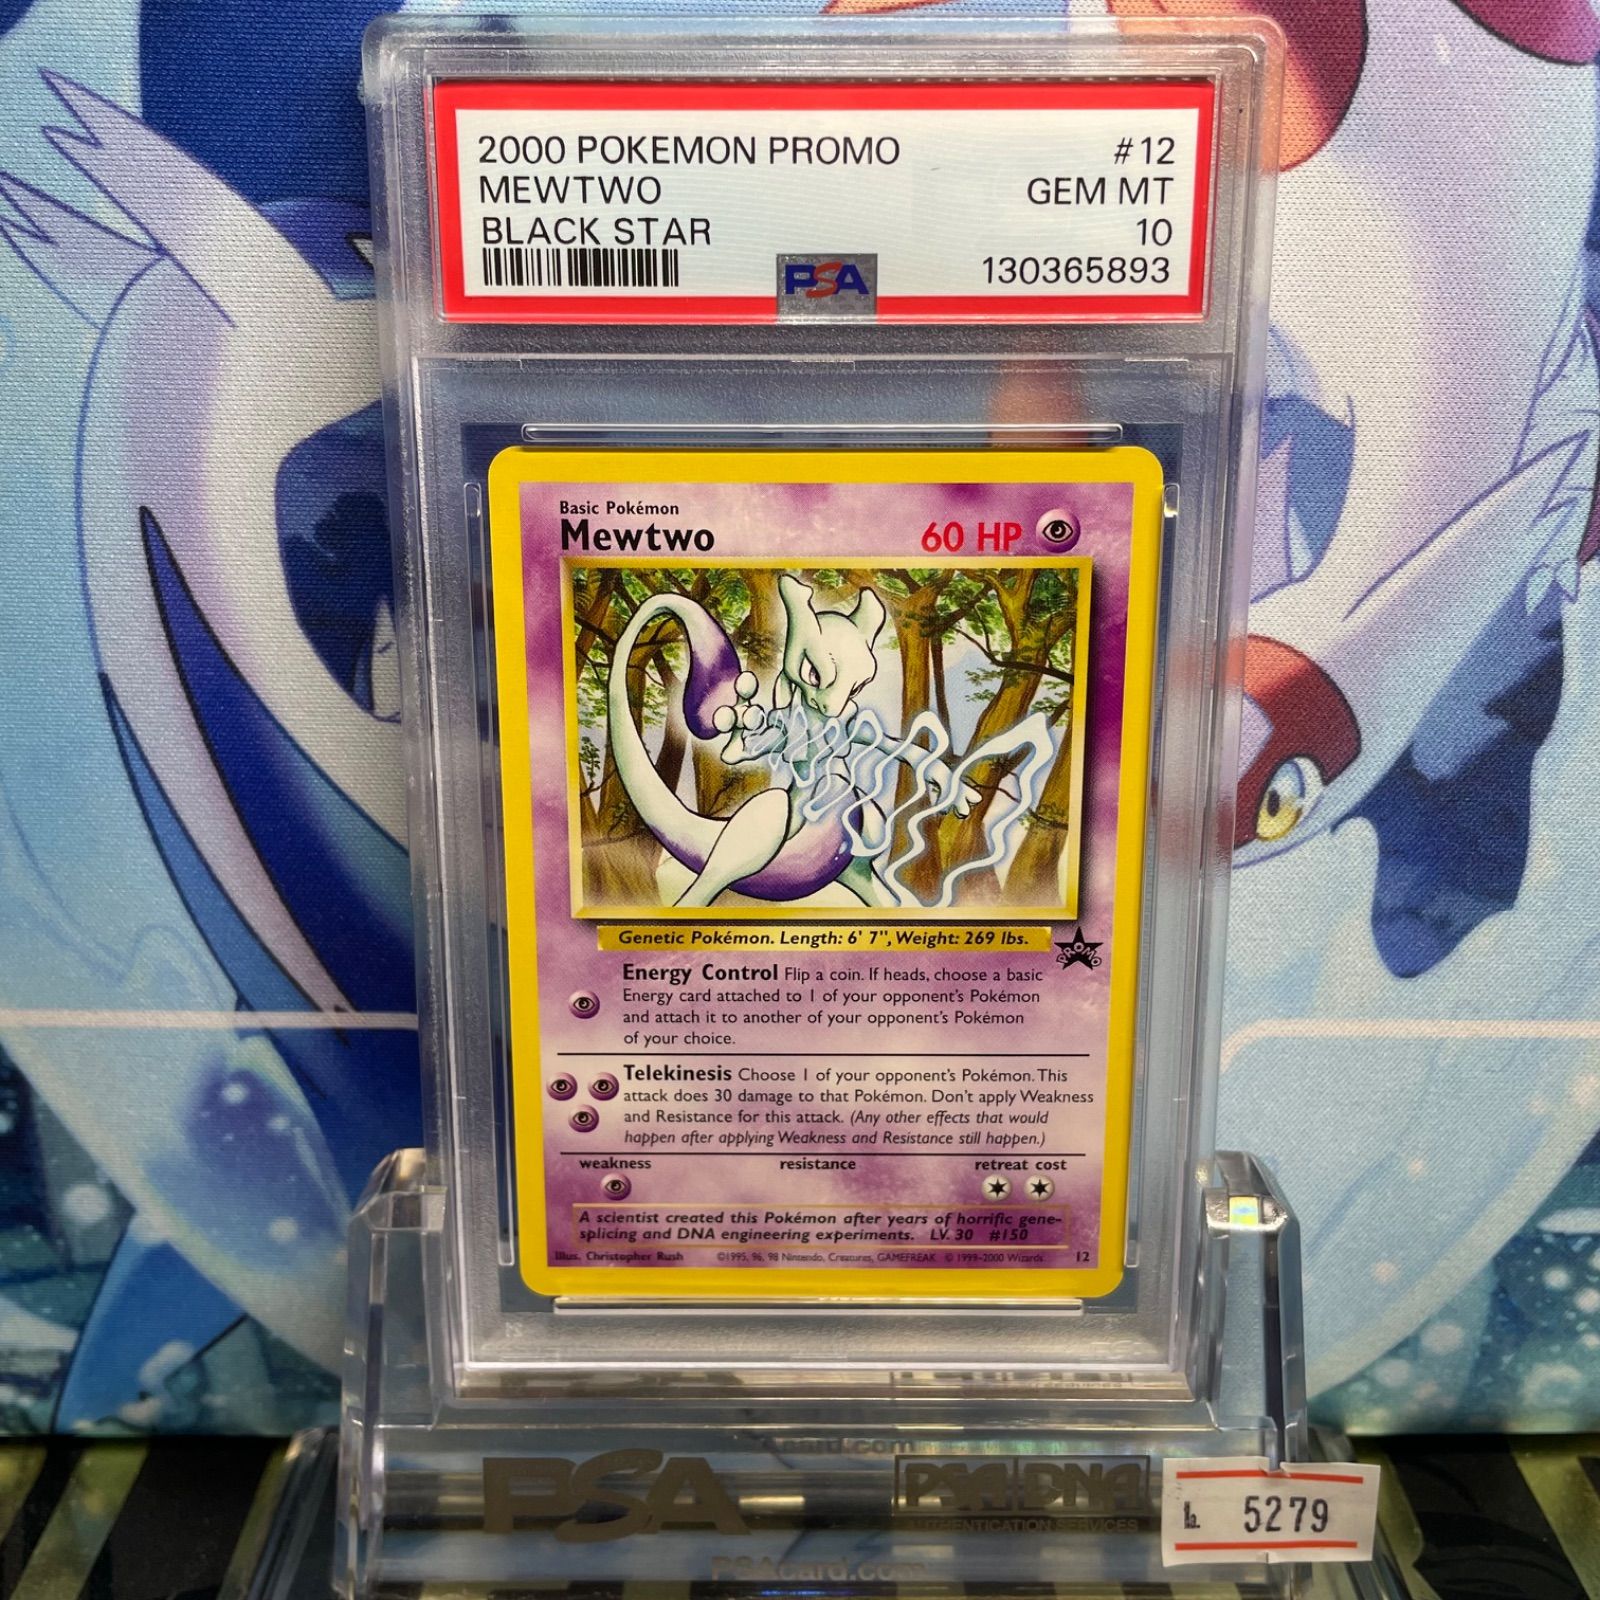 2000 POKEMON PROMO #12
MEWTWO GEM MT
BLACK STAR 10
PSA 130365893
Basic Pokémon
Mewtwo 60 HP
Genetic Pokémon. Length: 6' 7", Weight: 269 lbs.
PROMO
Energy Control Flip a coin. If heads, choose a basic
Energy card attached to 1 of your opponent's Pokémon
and attach it to another of your opponent's Pokémon
of your choice.
Telekinesis Choose 1 of your opponent's Pokémon. This
attack does 30 damage to that Pokémon. Don't apply Weakness
and Resistance for this attack. (Any other effects that would
happen after applying Weakness and Resistance still happen.)
weakness resistance retreat cost
A scientist created this Pokémon after years of horrific gene-
splicing and DNA engineering experiments. LV. 30 #150
Illus. Christopher Rush ©1995, 96, 98 Nintendo, Creatures, GAMEFREAK. © 1999-2000 Wizards. 12
PSA PSA DNA
AUTHENTICATION SERVICES
PSAcard.com
5279